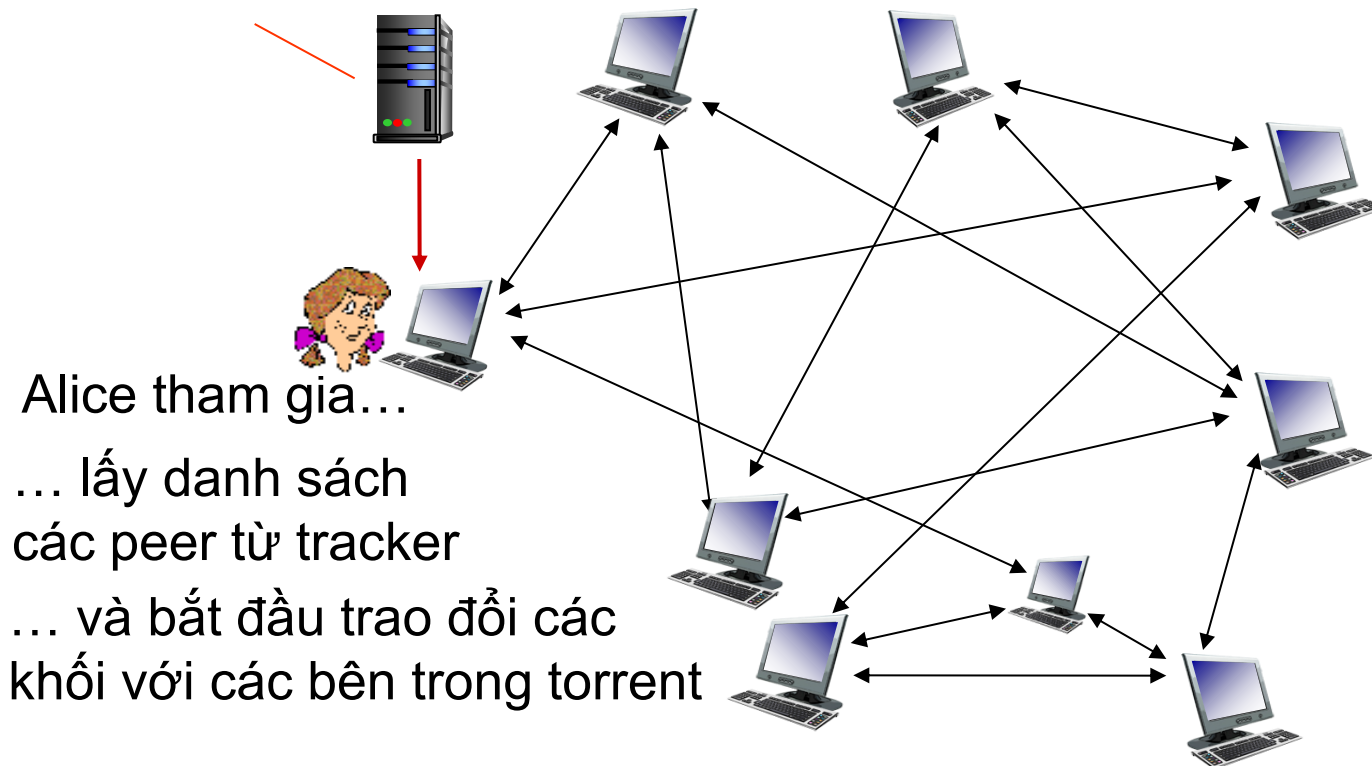 Alice tham gia…
… lấy danh sách
các peer từ tracker
… và bắt đầu trao đổi các
khối với các bên trong torrent